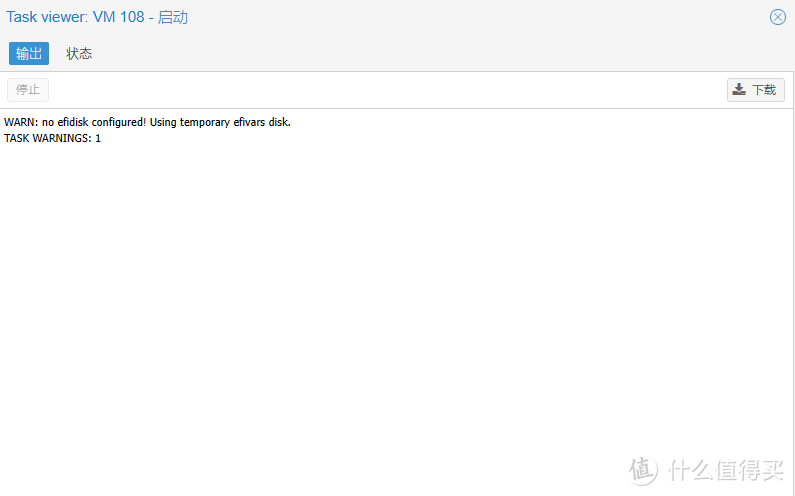 Task viewer: VM 108 - 启动
输出 状态
停止 下载
WARN: no efidisk configured! Using temporary efivars disk.
TASK WARNINGS: 1
值 什么值得买